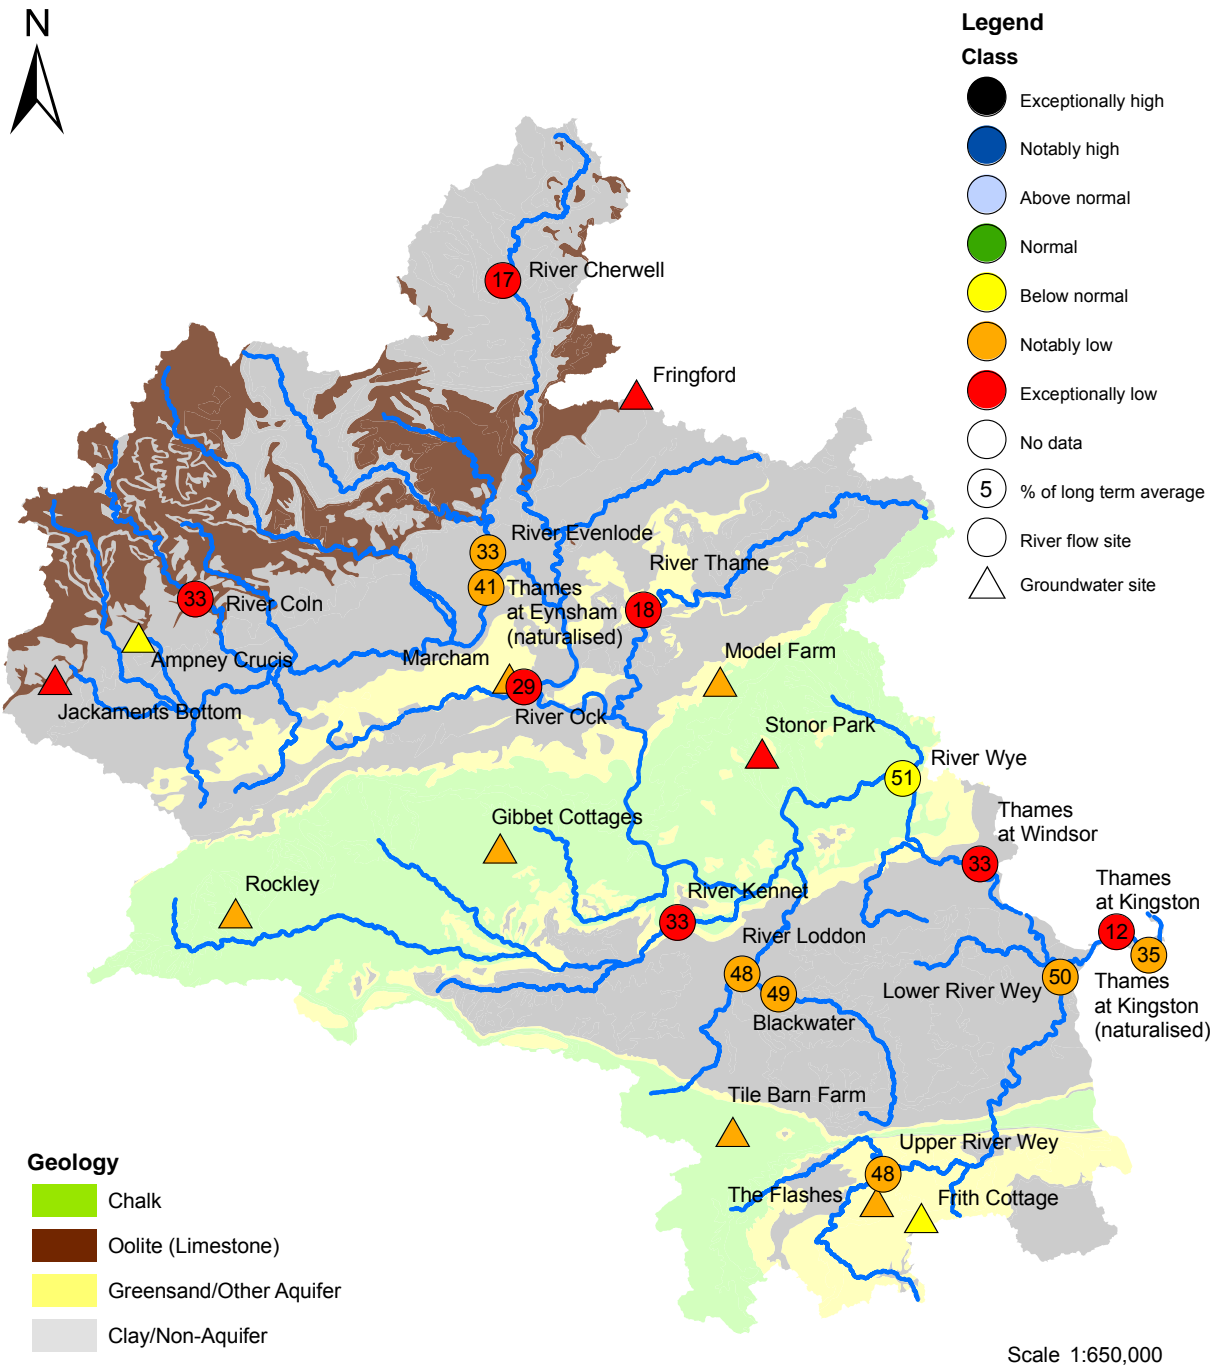 N
Legend
Class
Exceptionally high
Notably high
Above normal
Normal
Below normal
Notably low
Exceptionally low
No data
5 % of long term average
River flow site
Groundwater site
17 River Cherwell
Fringford
33 River Evenlode
41 Thames
at Eynsham
(naturalised)
River Thame
18
33 River Coln
Ampney Crucis
Jackaments Bottom
Marcham
29
River Ock
Model Farm
Stonor Park
River Wye
51
Thames
at Windsor
33
Gibbet Cottages
Rockley
River Kennet
33
River Loddon
48
49
Blackwater
Lower River Wey 50
Thames
at Kingston
12
35
Thames
at Kingston
(naturalised)
Tile Barn Farm
Upper River Wey
48
The Flashes
Frith Cottage
Geology
Chalk
Oolite (Limestone)
Greensand/Other Aquifer
Clay/Non-Aquifer
Scale 1:650,000